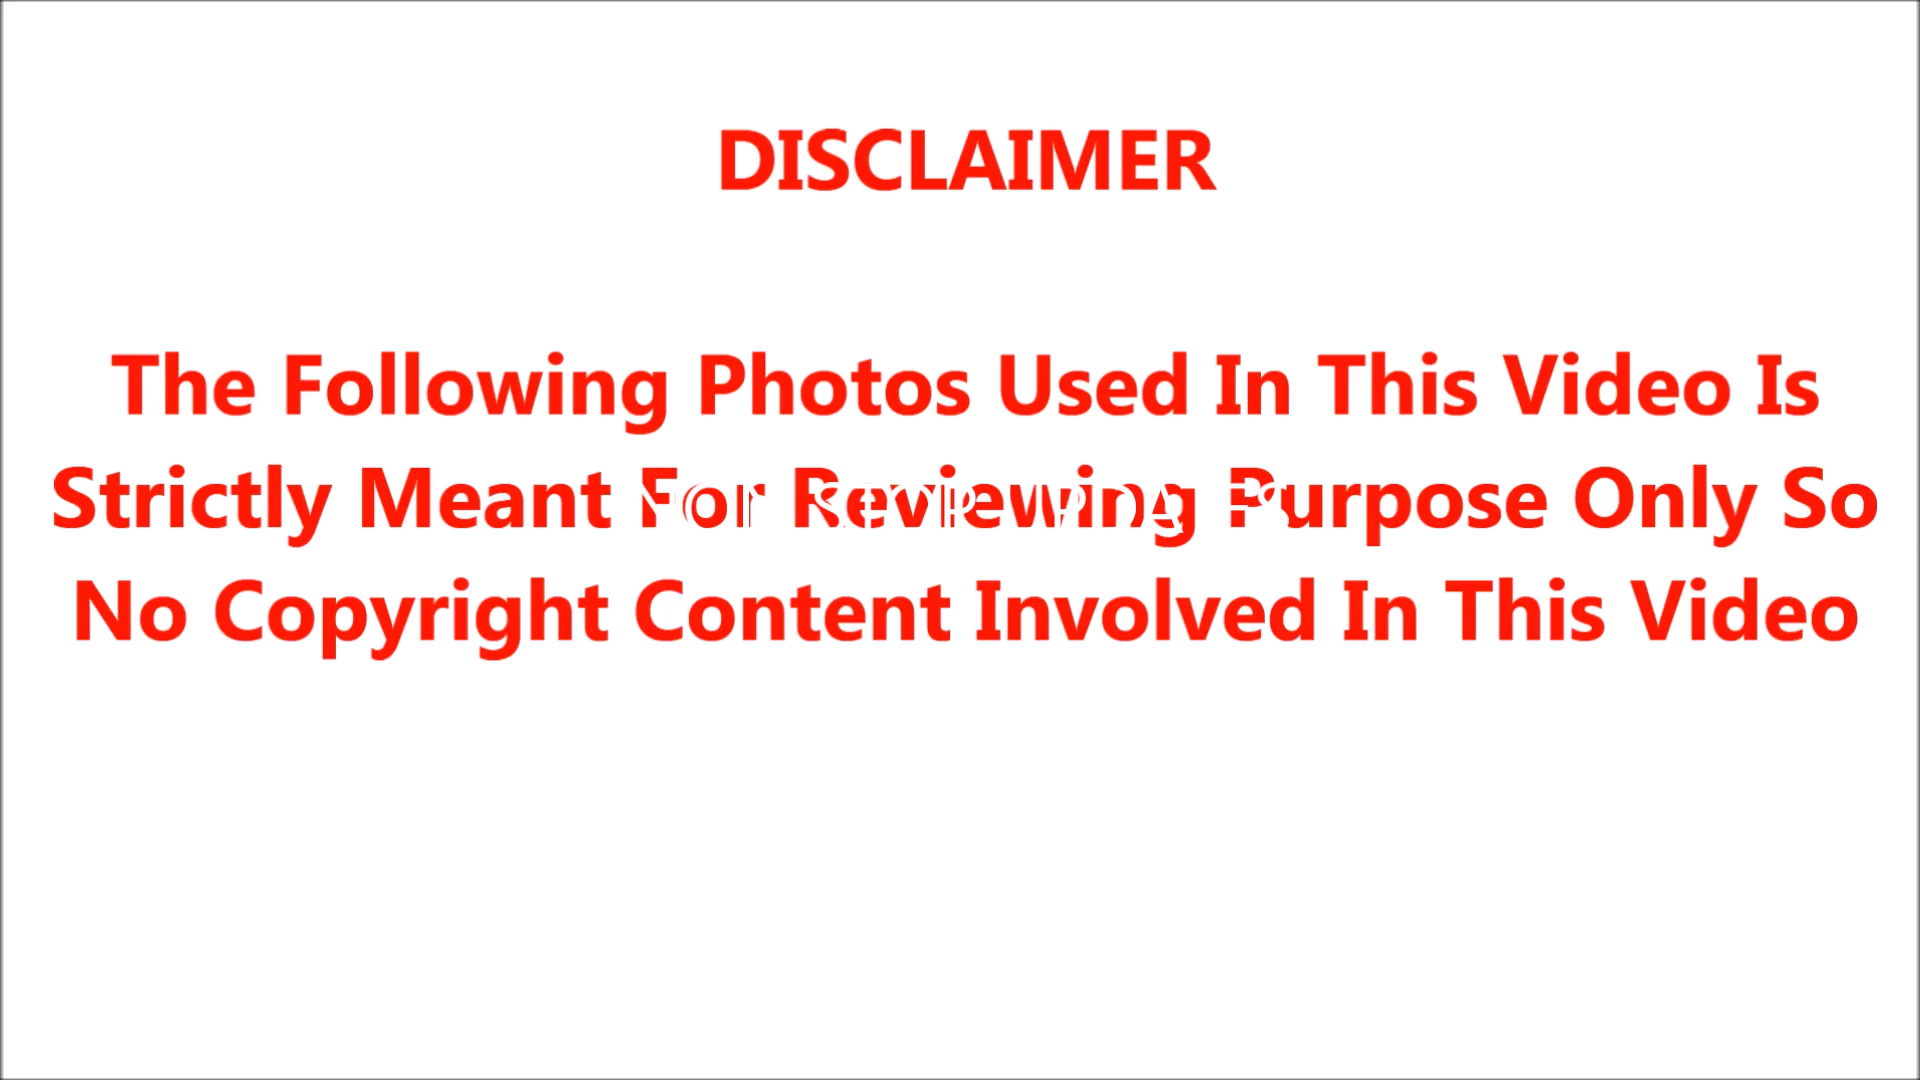 DISCLAIMER
The Following Photos Used In This Video Is
Strictly Meant For Reviewing Purpose Only So
No Copyright Content Involved In This Video